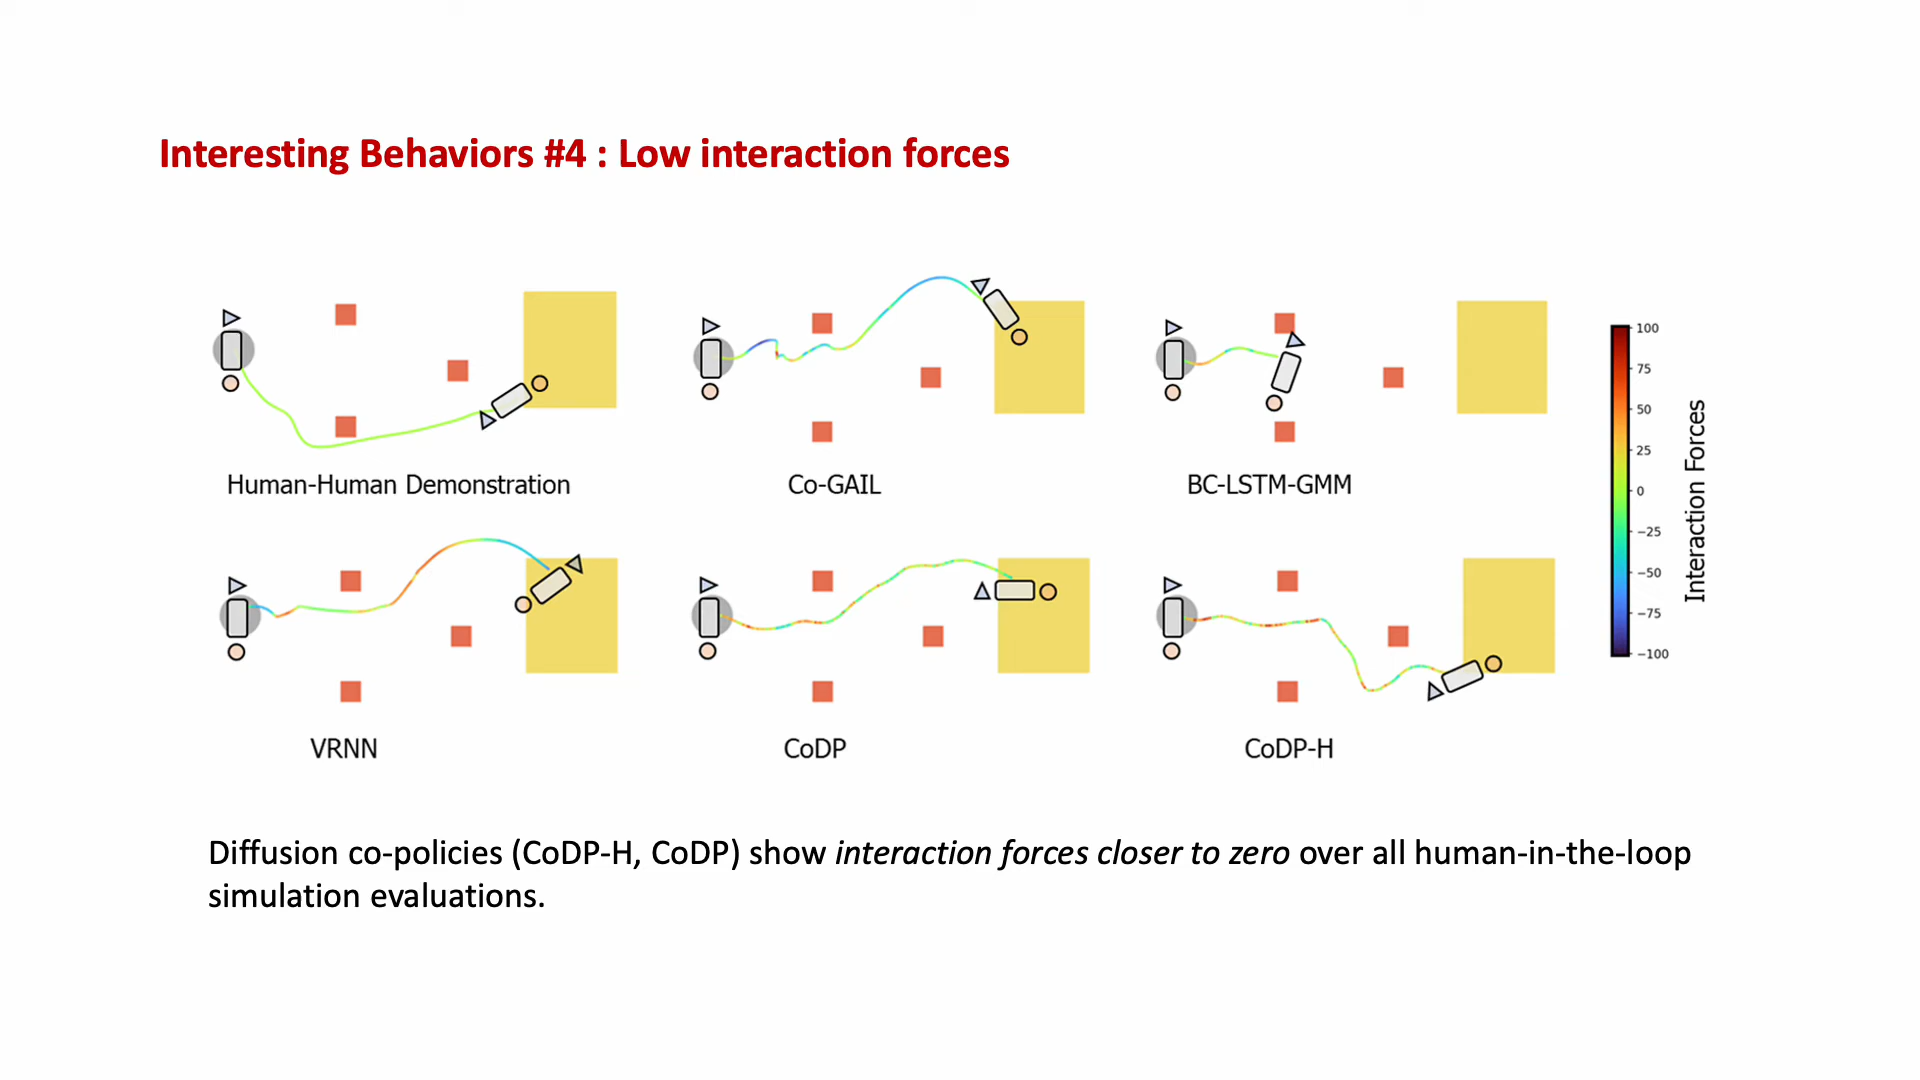 Interesting Behaviors #4 : Low interaction forces
Human-Human Demonstration
Co-GAIL
BC-LSTM-GMM
VRNN
CoDP
CoDP-H
100
75
50
25
0
−25
−50
−75
−100
Interaction Forces
Diffusion co-policies (CoDP-H, CoDP) show interaction forces closer to zero over all human-in-the-loop
simulation evaluations.